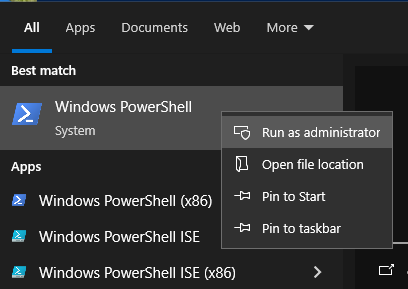 All Apps Documents Web More
Best match
Windows PowerShell
System
Run as administrator
Open file location
Apps
Windows PowerShell (x86)
Pin to Start
Windows PowerShell ISE
Pin to taskbar
Windows PowerShell ISE (x86)